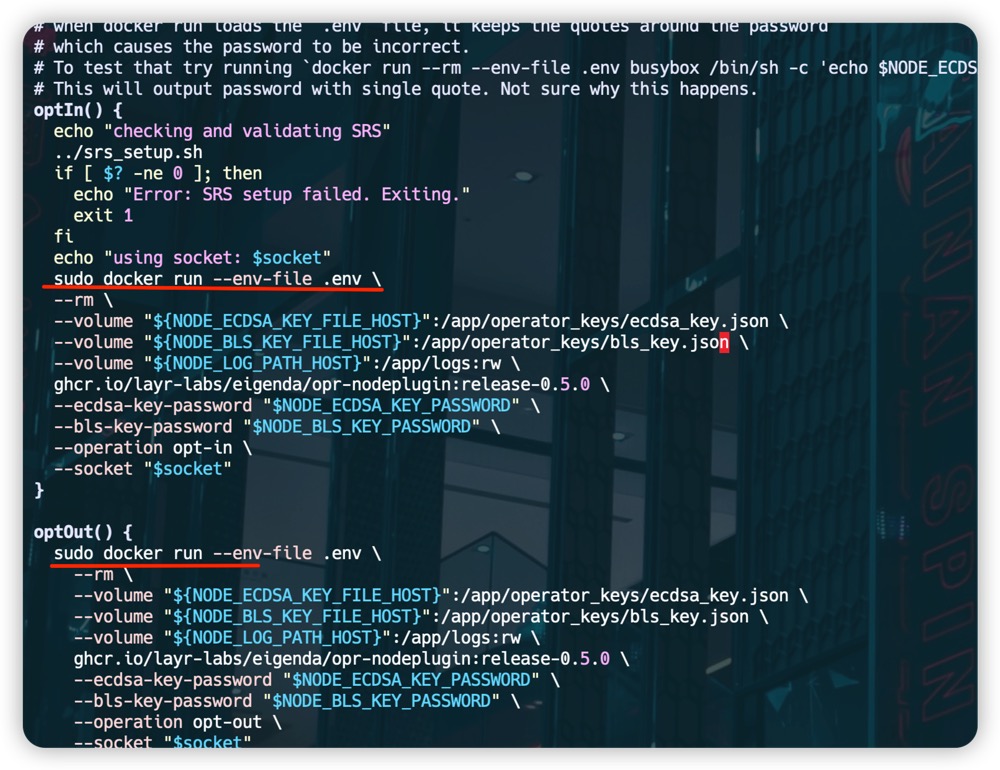 # when docker run loads the `.env` file, it keeps the quotes around the password
# which causes the password to be incorrect.
# To test that try running `docker run --rm --env-file .env busybox /bin/sh -c 'echo $NODE_ECDS
# This will output password with single quote. Not sure why this happens.
optIn() {
  echo "checking and validating SRS"
  ../srs_setup.sh
  if [ $? -ne 0 ]; then
    echo "Error: SRS setup failed. Exiting."
    exit 1
  fi
  echo "using socket: $socket"
  sudo docker run --env-file .env \
  --rm \
  --volume "${NODE_ECDSA_KEY_FILE_HOST}":/app/operator_keys/ecdsa_key.json \
  --volume "${NODE_BLS_KEY_FILE_HOST}":/app/operator_keys/bls_key.json \
  --volume "${NODE_LOG_PATH_HOST}":/app/logs:rw \
  ghcr.io/layr-labs/eigenda/opr-nodeplugin:release-0.5.0 \
  --ecdsa-key-password "$NODE_ECDSA_KEY_PASSWORD" \
  --bls-key-password "$NODE_BLS_KEY_PASSWORD" \
  --operation opt-in \
  --socket "$socket"
}

optOut() {
  sudo docker run --env-file .env \
    --rm \
    --volume "${NODE_ECDSA_KEY_FILE_HOST}":/app/operator_keys/ecdsa_key.json \
    --volume "${NODE_BLS_KEY_FILE_HOST}":/app/operator_keys/bls_key.json \
    --volume "${NODE_LOG_PATH_HOST}":/app/logs:rw \
    ghcr.io/layr-labs/eigenda/opr-nodeplugin:release-0.5.0 \
    --ecdsa-key-password "$NODE_ECDSA_KEY_PASSWORD" \
    --bls-key-password "$NODE_BLS_KEY_PASSWORD" \
    --operation opt-out \
    --socket "$socket"